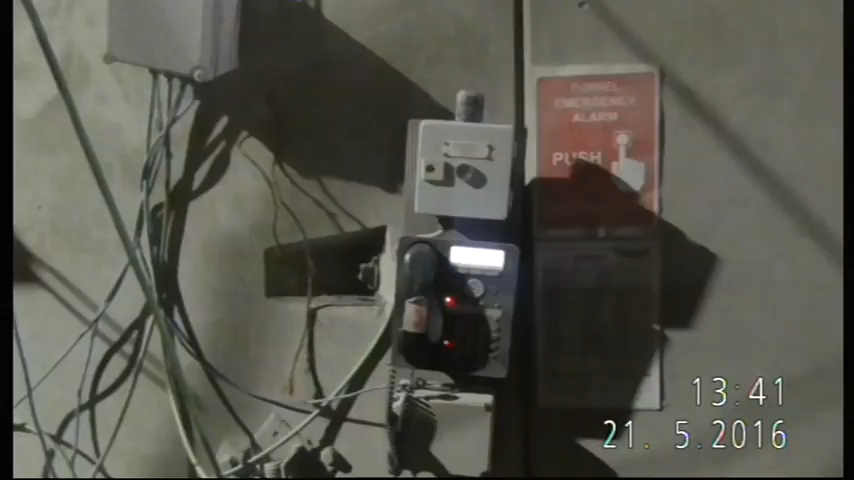 TUNNEL
EMERGENCY
ALARM
PUSH
13:41
21. 5.2016